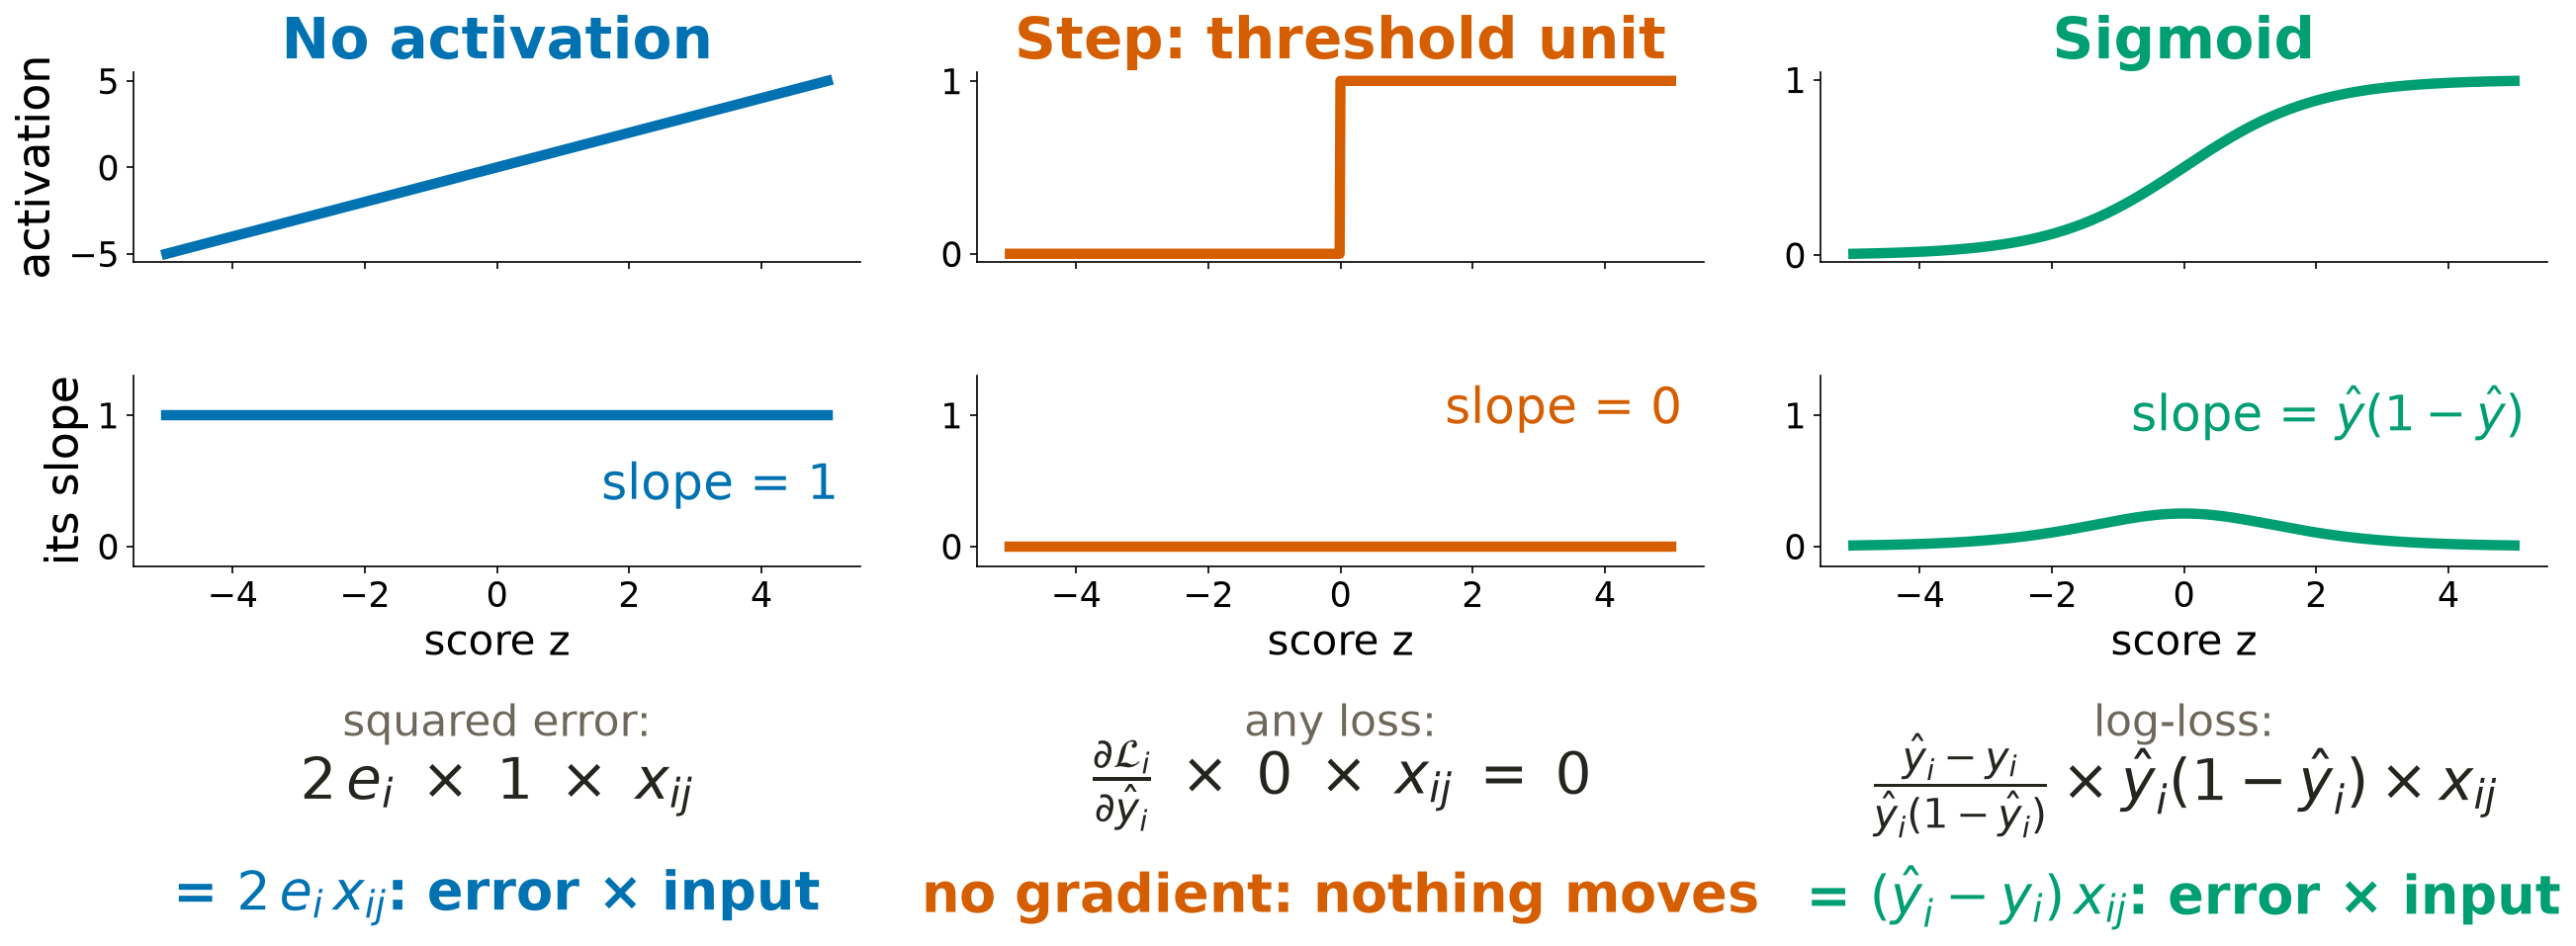 No activation
Step: threshold unit
Sigmoid
activation
5
0
−5
1
0
1
0
its slope
1
0
slope = 1
−4 −2 0 2 4
score z
1
0
slope = 0
−4 −2 0 2 4
score z
1
0
slope = ŷ(1 − ŷ)
−4 −2 0 2 4
score z
squared error:
2 e_i × 1 × x_ij
= 2 e_i x_ij: error × input
any loss:
∂ℒ_i/∂ŷ_i × 0 × x_ij = 0
no gradient: nothing moves
log-loss:
(ŷ_i − y_i)/(ŷ_i(1 − ŷ_i)) × ŷ_i(1 − ŷ_i) × x_ij
= (ŷ_i − y_i) x_ij: error × input